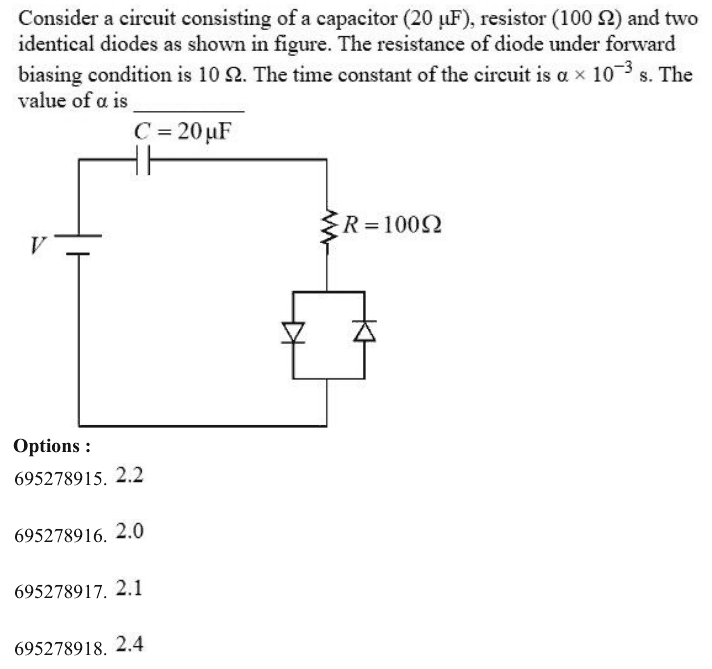 Consider a circuit consisting of a capacitor (20 μF), resistor (100 Ω) and two
identical diodes as shown in figure. The resistance of diode under forward
biasing condition is 10 Ω. The time constant of the circuit is α × 10⁻³ s. The
value of α is ___________
C = 20μF
R = 100Ω
V
Options :
695278915. 2.2
695278916. 2.0
695278917. 2.1
695278918. 2.4